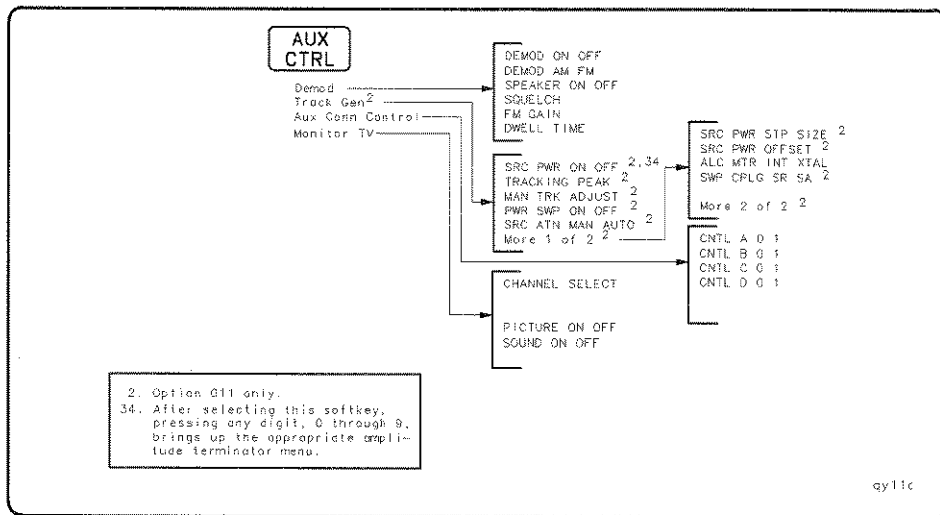 AUX
CTRL
Demod
Track Gen 2
Aux Conn Control
Monitor TV
DEMOD ON OFF
DEMOD AM FM
SPEAKER ON OFF
SQUELCH
FM GAIN
DWELL TIME
SRC PWR ON OFF 2,34
TRACKING PEAK 2
MAN TRK ADJUST 2
PWR SWP ON OFF 2
SRC ATN MAN AUTO 2
More 1 of 2 2
SRC PWR STP SIZE 2
SRC PWR OFFSET 2
ALC MTR INT XTAL
SWP CPLG SR SA 2
More 2 of 2 2
CNTL A 0 1
CNTL B 0 1
CNTL C 0 1
CNTL D 0 1
CHANNEL SELECT
PICTURE ON OFF
SOUND ON OFF
2. Option 011 only.
34. After selecting this softkey,
pressing any digit, 0 through 9,
brings up the appropriate ampli-
tude terminator menu.
qy11c